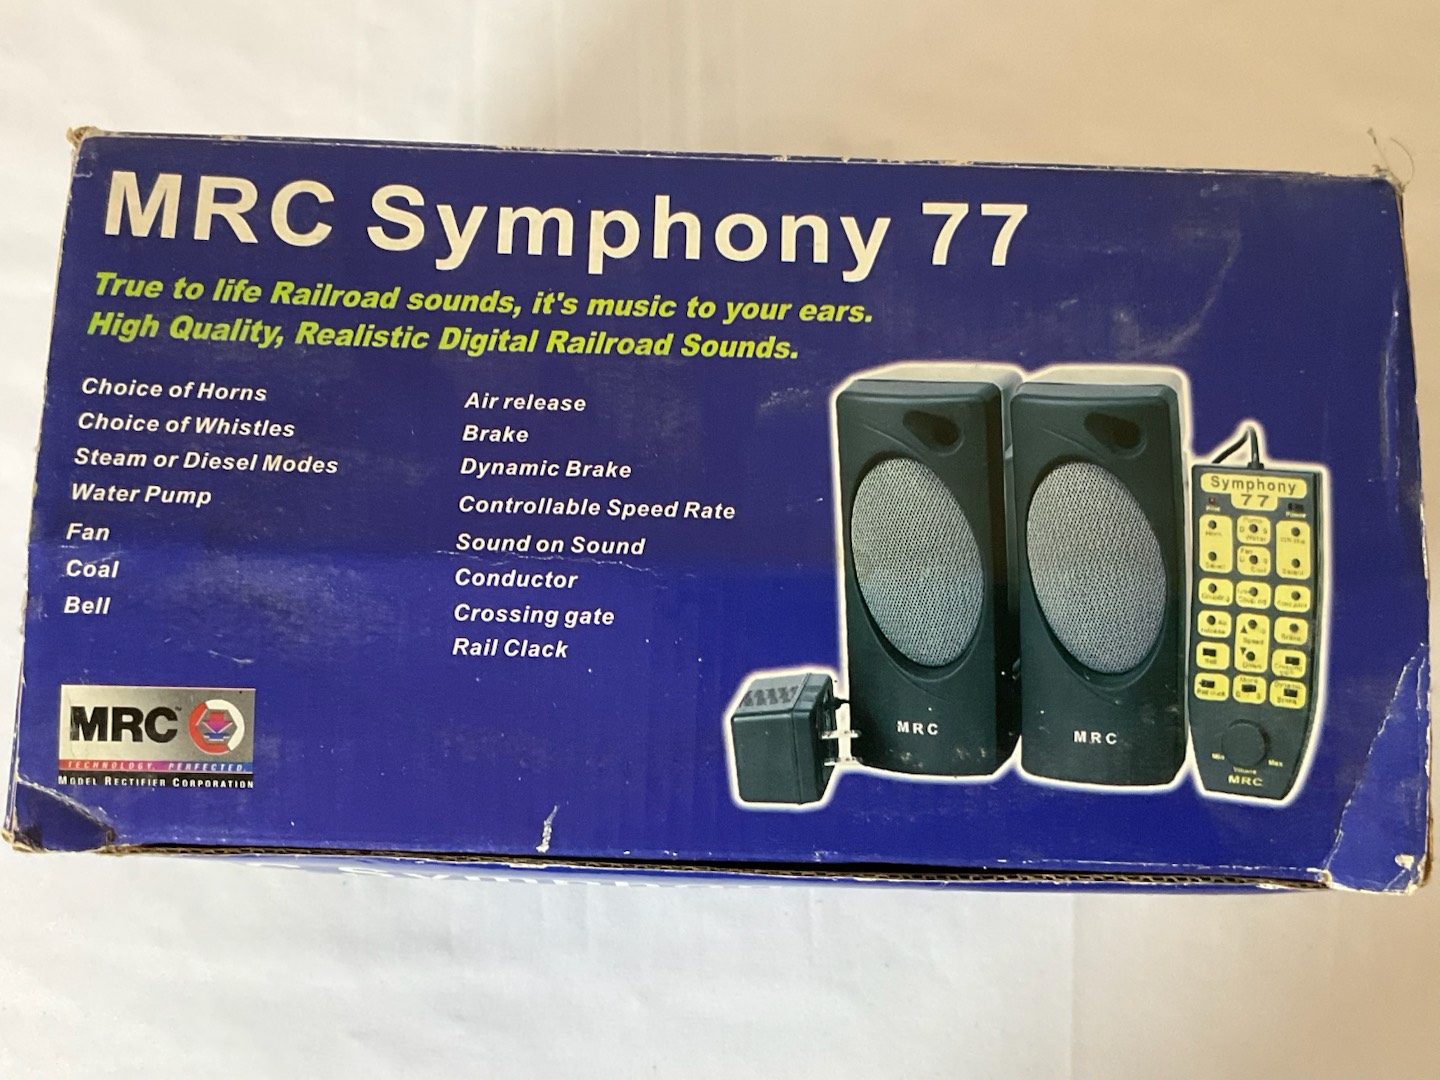 MRC Symphony 77
True to life Railroad sounds, it's music to your ears.
High Quality, Realistic Digital Railroad Sounds.
Choice of Horns
Choice of Whistles
Steam or Diesel Modes
Water Pump
Fan
Coal
Bell
Air release
Brake
Dynamic Brake
Controllable Speed Rate
Sound on Sound
Conductor
Crossing gate
Rail Clack
MRC™
TECHNOLOGY, PERFECTED.
MODEL RECTIFIER CORPORATION
MRC
MRC
Symphony
77
Min
Max
MRC